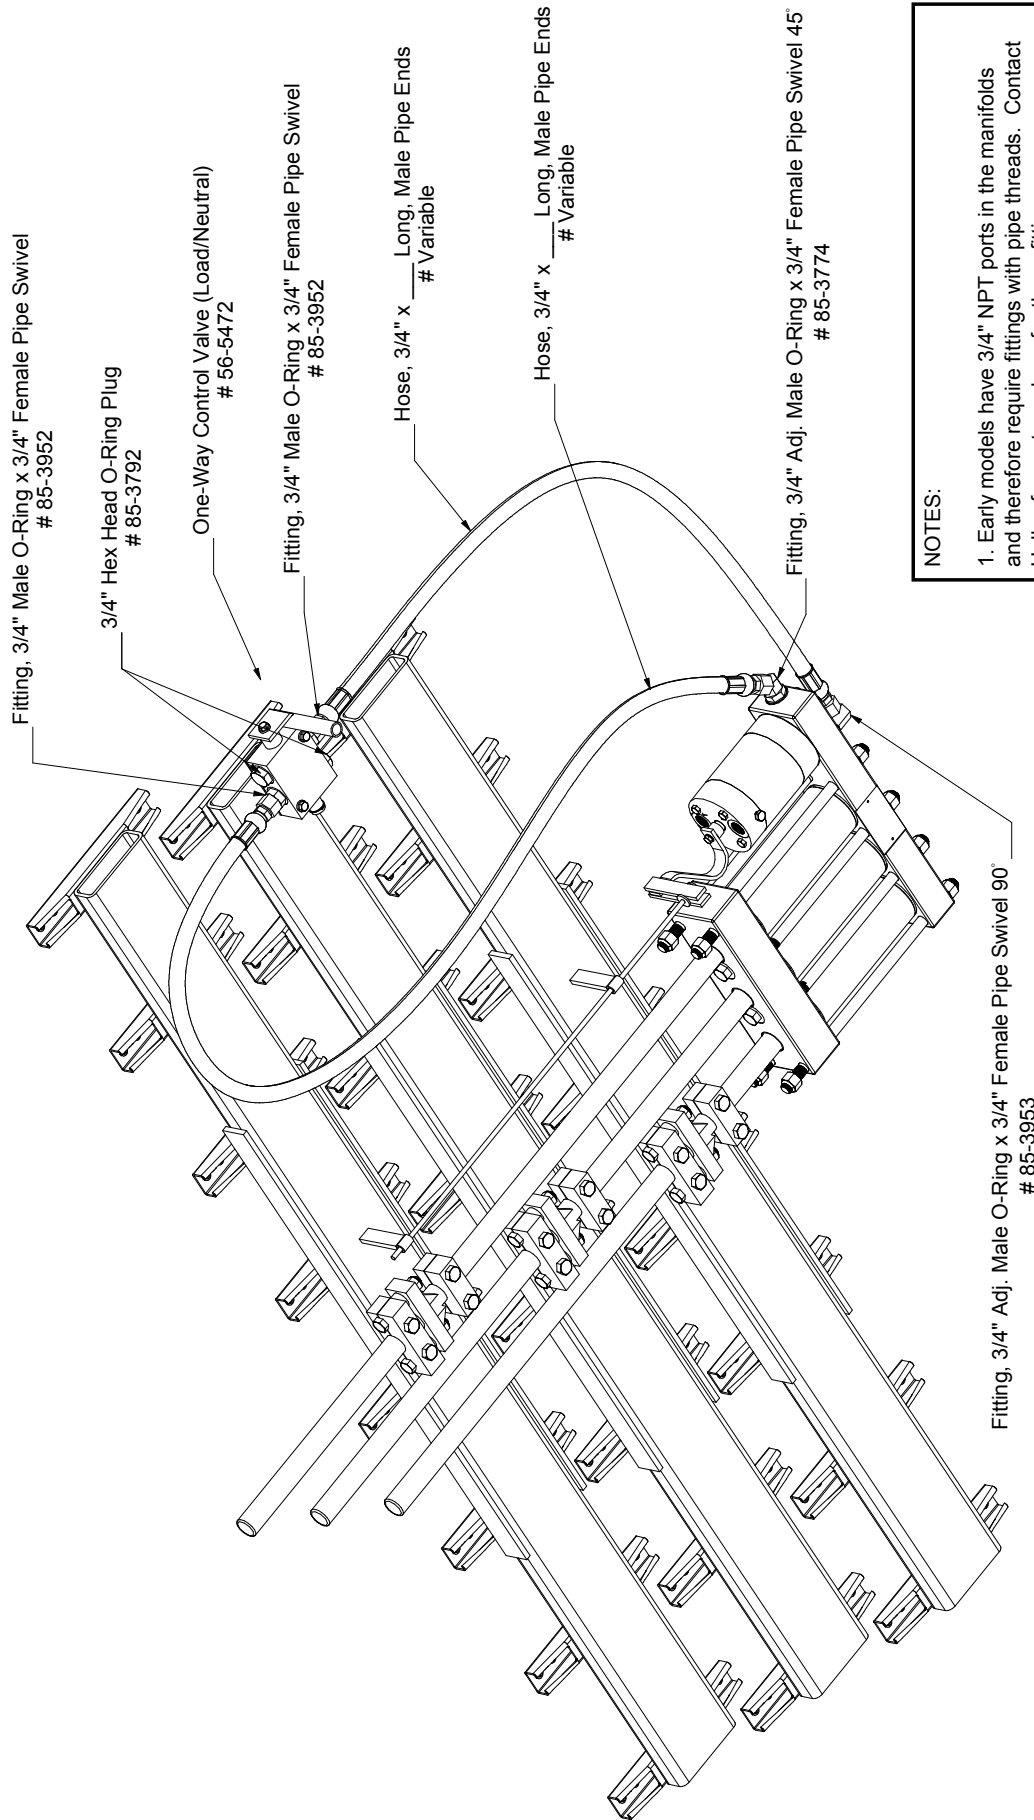 Fitting, 3/4" Male O-Ring x 3/4" Female Pipe Swivel
# 85-3952
3/4" Hex Head O-Ring Plug
# 85-3792
One-Way Control Valve (Load/Neutral)
# 56-5472
Fitting, 3/4" Male O-Ring x 3/4" Female Pipe Swivel
# 85-3952
Hose, 3/4" x ___ Long, Male Pipe Ends
# Variable
Hose, 3/4" x ___ Long, Male Pipe Ends
# Variable
Fitting, 3/4" Adj. Male O-Ring x 3/4" Female Pipe Swivel 45°
# 85-3774
Fitting, 3/4" Adj. Male O-Ring x 3/4" Female Pipe Swivel 90°
# 85-3953
NOTES:
1. Early models have 3/4" NPT ports in the manifolds
and therefore require fittings with pipe threads. Contact